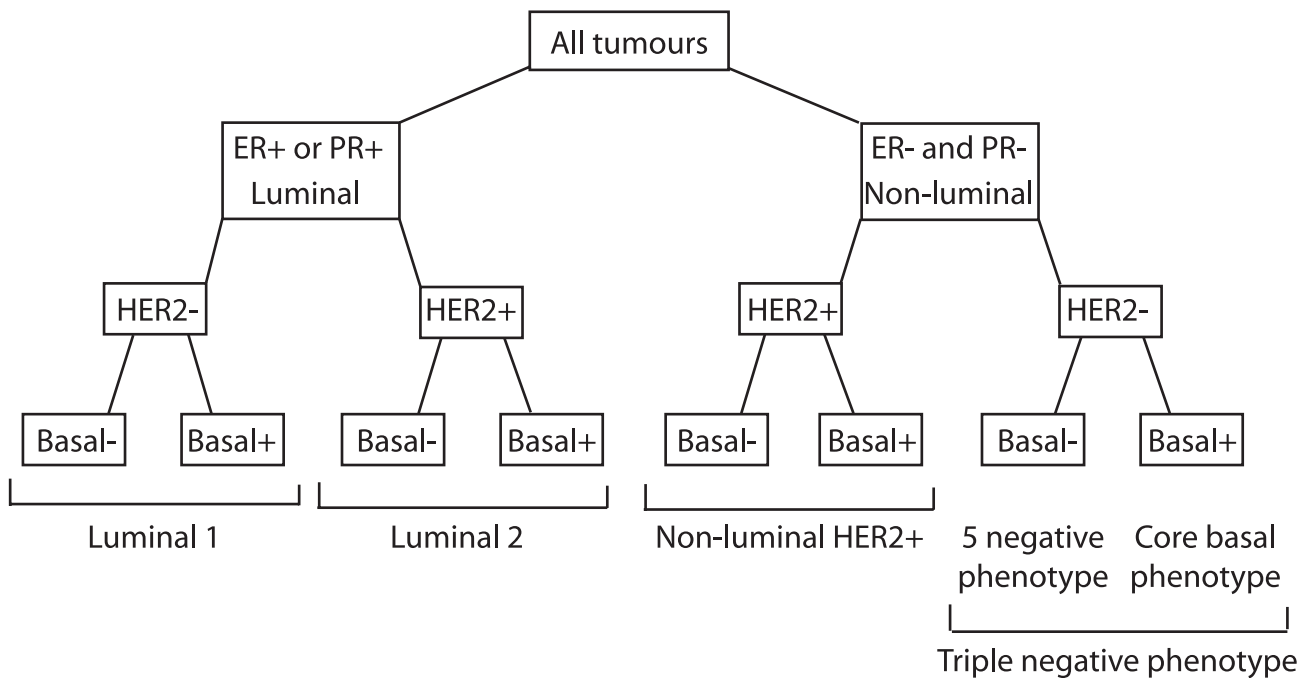 All tumours
ER+ or PR+
Luminal
ER- and PR-
Non-luminal
HER2-
HER2+
HER2+
HER2-
Basal-
Basal+
Basal-
Basal+
Basal-
Basal+
Basal-
Basal+
Luminal 1
Luminal 2
Non-luminal HER2+
5 negative
phenotype
Core basal
phenotype
Triple negative phenotype